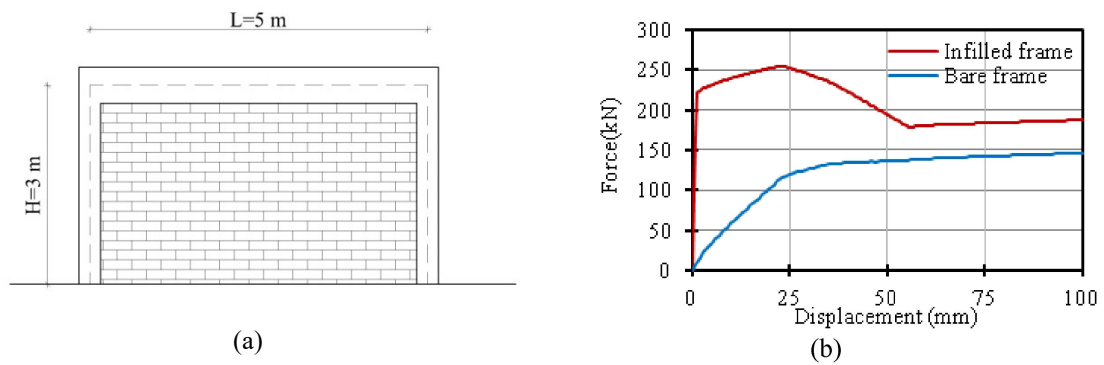 L=5 m
H=3 m
(a)
300
250
200
150
100
50
0
Force(kN)
Infilled frame
Bare frame
0 25 50 75 100
Displacement (mm)
(b)